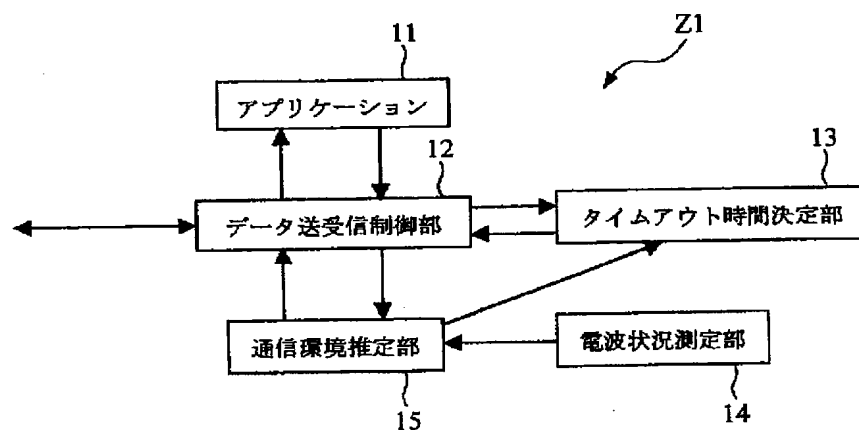 Z1
11
アプリケーション
12
13
データ送受信制御部
タイムアウト時間決定部
通信環境推定部
電波状況測定部
15
14